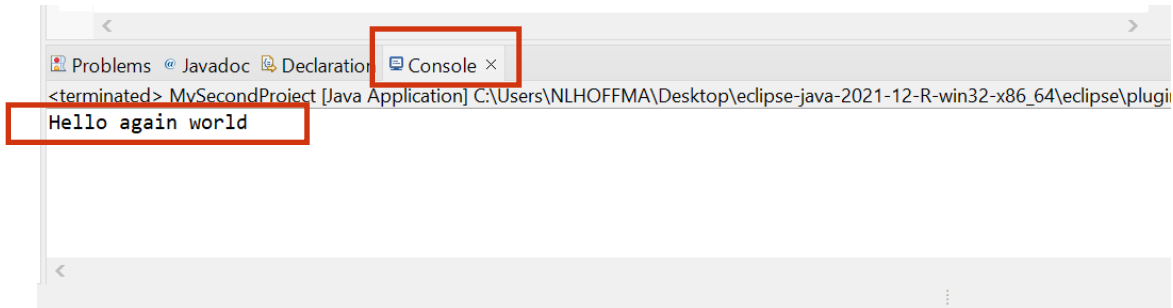 Problems @ Javadoc Declaration Console ×
<terminated> MySecondProject [Java Application] C:\Users\NLHOFFMA\Desktop\eclipse-java-2021-12-R-win32-x86_64\eclipse\plugi
Hello again world